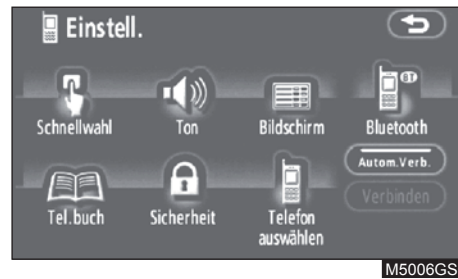 Einstell.
Schnellwahl Ton Bildschirm Bluetooth
BT
Autom.Verb.
Verbinden
Tel.buch Sicherheit Telefon
auswählen
M5006GS